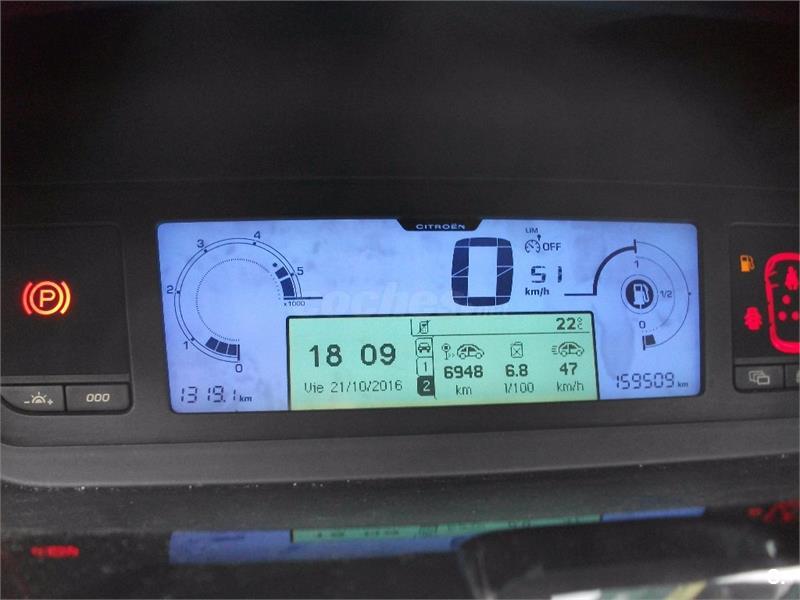 CITROËN
4
3
5
2
x1000
1
0
LIM
OFF
0
51
km/h
1
1/2
0
22°C
18 09
Vie 21/10/2016
1
2
6948
km
6.8
l/100
47
km/h
1319.1 km
159509 km
P
000